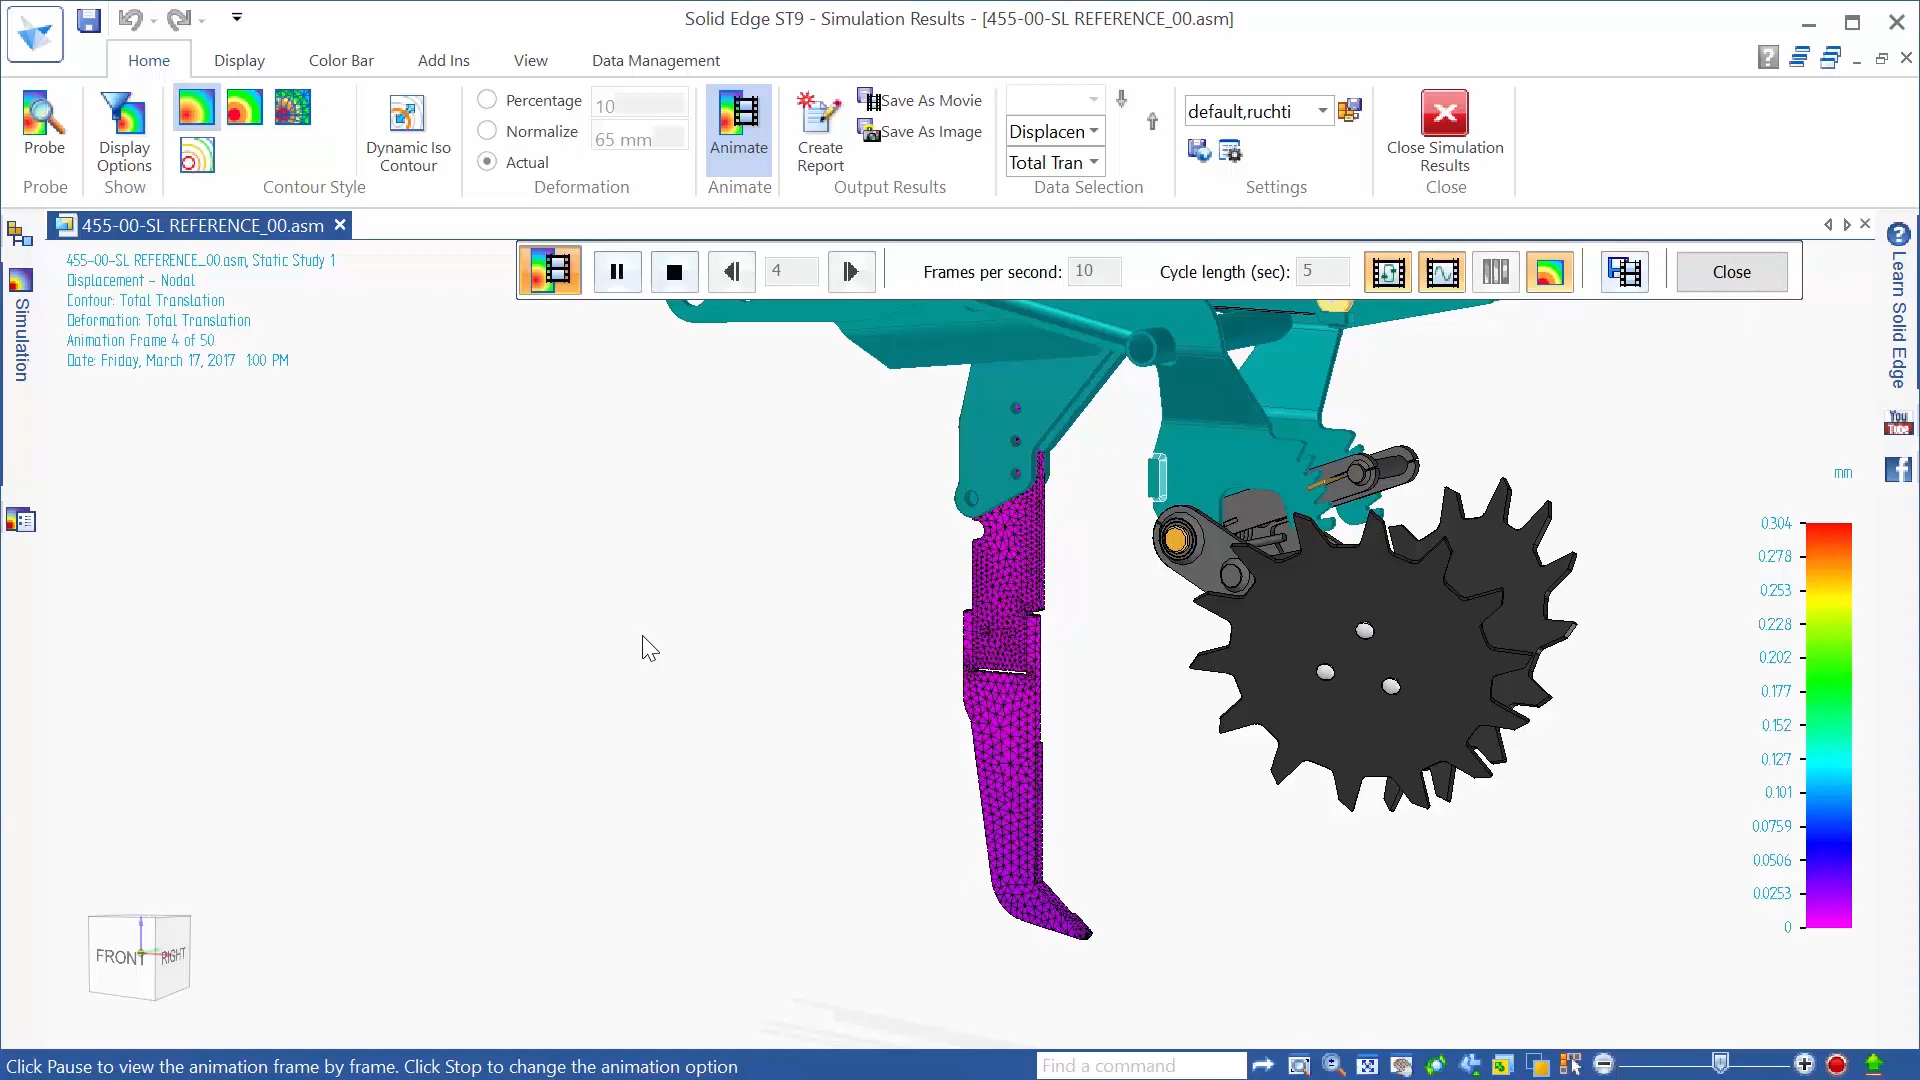 Solid Edge ST9 - Simulation Results - [455-00-SL REFERENCE_00.asm]
Home Display Color Bar Add Ins View Data Management
Probe
Probe
Display Options
Show
Contour Style
Dynamic Iso Contour
Percentage 10
Normalize 65 mm
Actual
Deformation
Animate
Animate
Create Report
Save As Movie
Save As Image
Output Results
Displacen
Total Tran
Data Selection
default,ruchti
Settings
Close Simulation Results
Close
455-00-SL REFERENCE_00.asm
4
Frames per second: 10
Cycle length (sec): 5
Close
455-00-SL REFERENCE_00.asm, Static Study 1
Displacement - Nodal
Contour: Total Translation
Deformation: Total Translation
Animation Frame 4 of 50
Date: Friday, March 17, 2017 1:00 PM
Simulation
Learn Solid Edge
You
Tube
mm
0.304
0.278
0.253
0.228
0.202
0.177
0.152
0.127
0.101
0.0759
0.0506
0.0253
0
FRONT RIGHT
Click Pause to view the animation frame by frame. Click Stop to change the animation option
Find a command